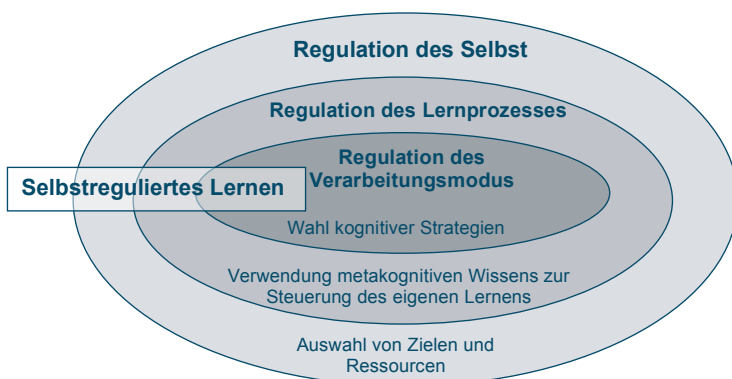 Regulation des Selbst
Regulation des Lernprozesses
Regulation des
Verarbeitungsmodus
Selbstreguliertes Lernen
Wahl kognitiver Strategien
Verwendung metakognitiven Wissens zur
Steuerung des eigenen Lernens
Auswahl von Zielen und
Ressourcen